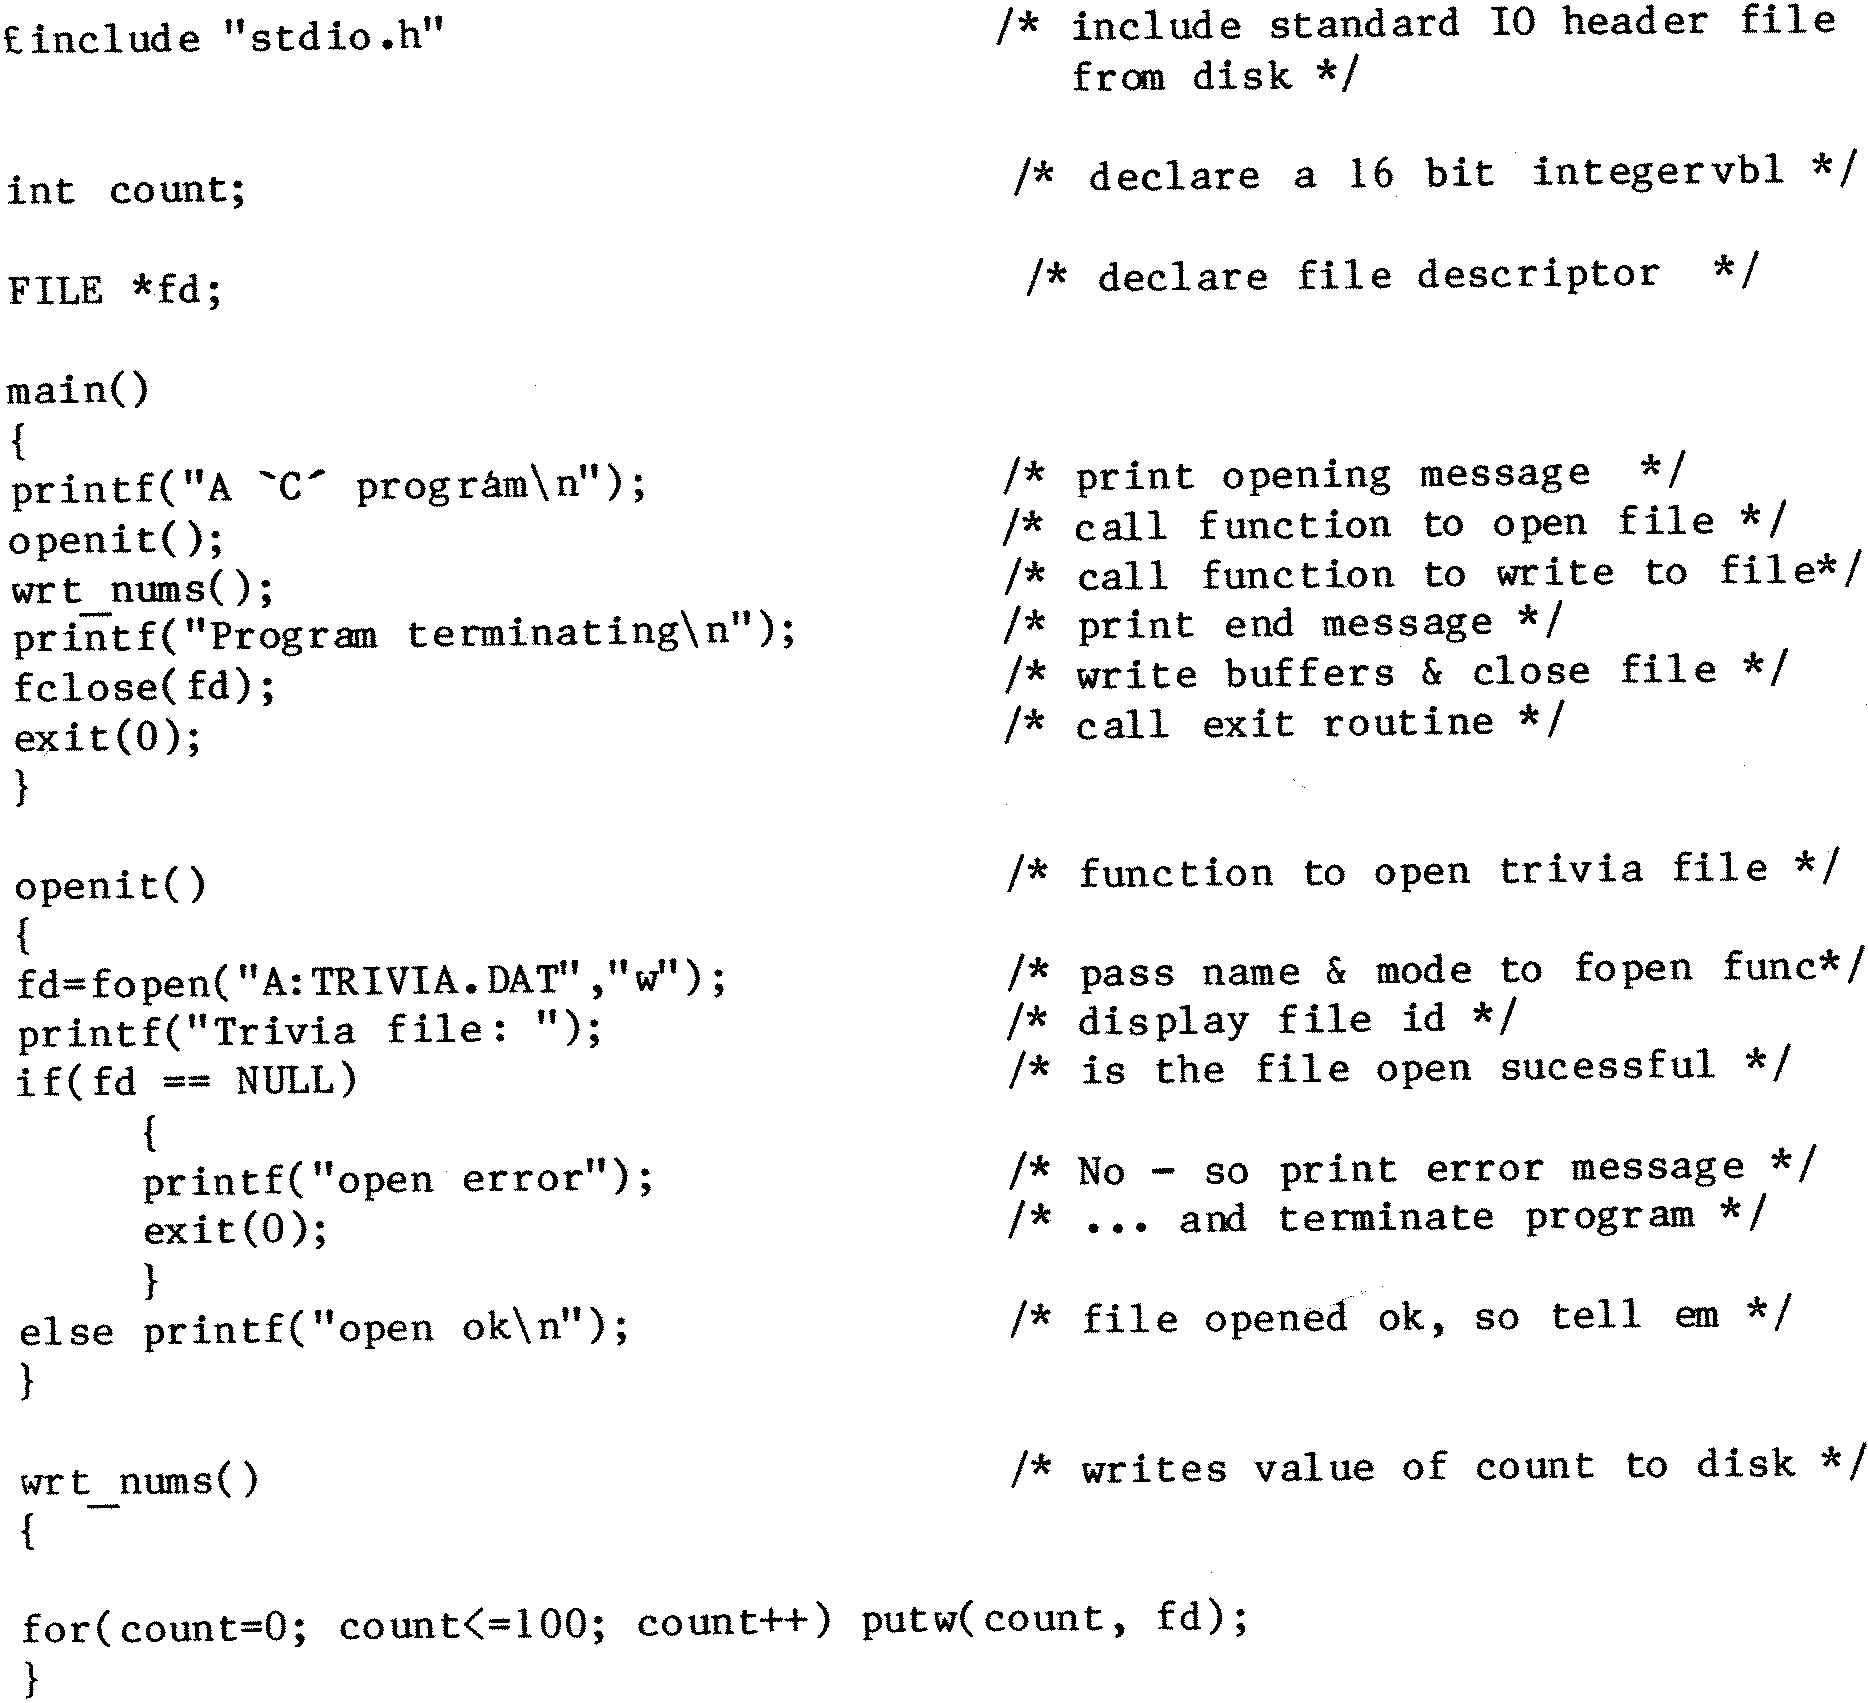 £include "stdio.h" /* include standard IO header file
from disk */
int count; /* declare a 16 bit integervbl */
FILE *fd; /* declare file descriptor */
main()
{
printf("A `C´ program\n"); /* print opening message */
openit(); /* call function to open file */
wrt_nums(); /* call function to write to file*/
printf("Program terminating\n"); /* print end message */
fclose(fd); /* write buffers & close file */
exit(0); /* call exit routine */
}
openit() /* function to open trivia file */
{
fd=fopen("A:TRIVIA.DAT","w"); /* pass name & mode to fopen func*/
printf("Trivia file: "); /* display file id */
if(fd == NULL) /* is the file open sucessful */
{
printf("open error"); /* No - so print error message */
exit(0); /* ... and terminate program */
}
else printf("open ok\n"); /* file opened ok, so tell em */
}
wrt_nums() /* writes value of count to disk */
{
for(count=0; count<=100; count++) putw(count, fd);
}